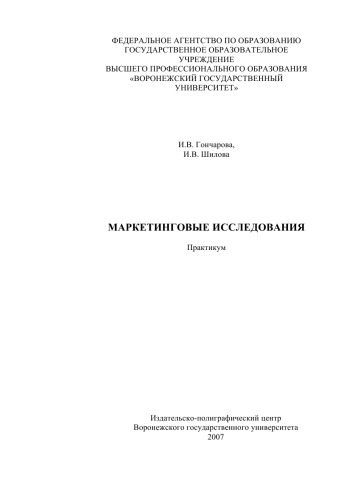 ФЕДЕРАЛЬНОЕ АГЕНТСТВО ПО ОБРАЗОВАНИЮ
ГОСУДАРСТВЕННОЕ ОБРАЗОВАТЕЛЬНОЕ
УЧРЕЖДЕНИЕ
ВЫСШЕГО ПРОФЕССИОНАЛЬНОГО ОБРАЗОВАНИЯ
«ВОРОНЕЖСКИЙ ГОСУДАРСТВЕННЫЙ
УНИВЕРСИТЕТ»
И.В. Гончарова,
И.В. Шилова
МАРКЕТИНГОВЫЕ ИССЛЕДОВАНИЯ
Практикум
Издательско-полиграфический центр
Воронежского государственного университета
2007